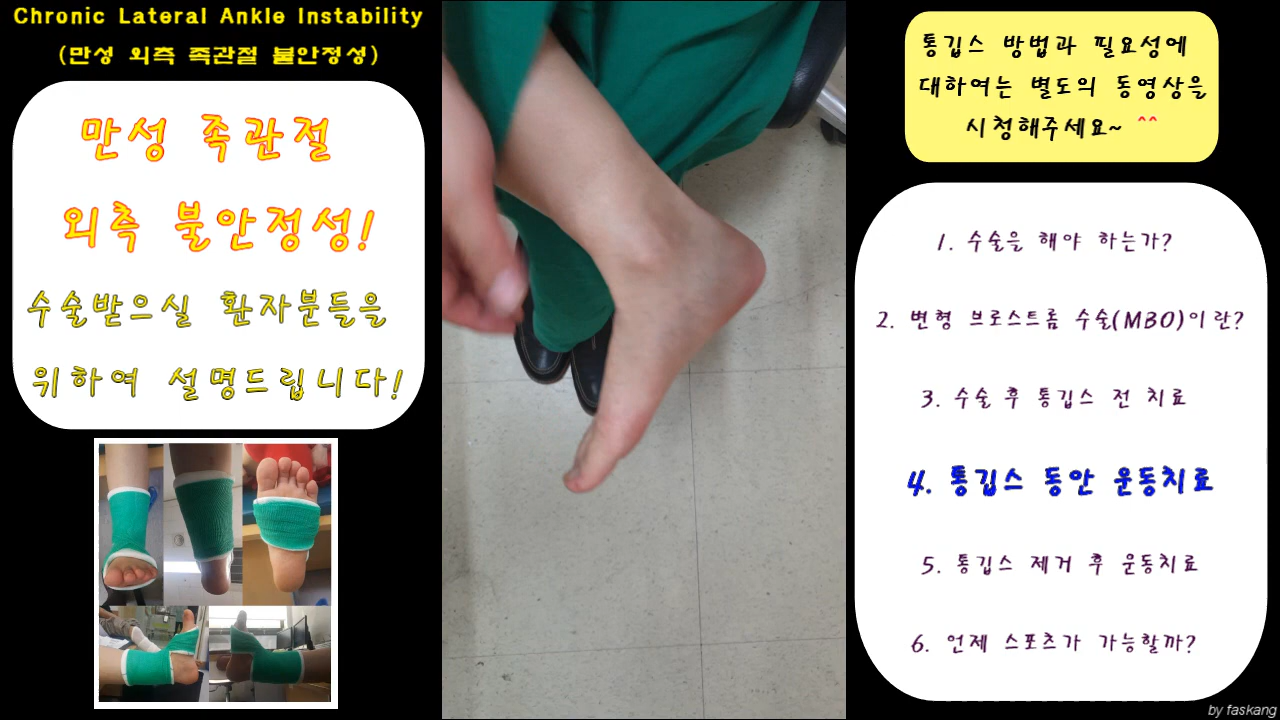 Chronic Lateral Ankle Instability
(만성 외측 족관절 불안정성)
만성 족관절
외측 불안정성!
수술받으실 환자분들을
위하여 설명드립니다!
통깁스 방법과 필요성에
대하여는 별도의 동영상을
시청해주세요~ ^^
1. 수술을 해야 하는가?
2. 변형 브로스트롬 수술(MBO)이란?
3. 수술 후 통깁스 전 치료
4. 통깁스 동안 운동치료
5. 통깁스 제거 후 운동치료
6. 언제 스포츠가 가능할까?
by faskang